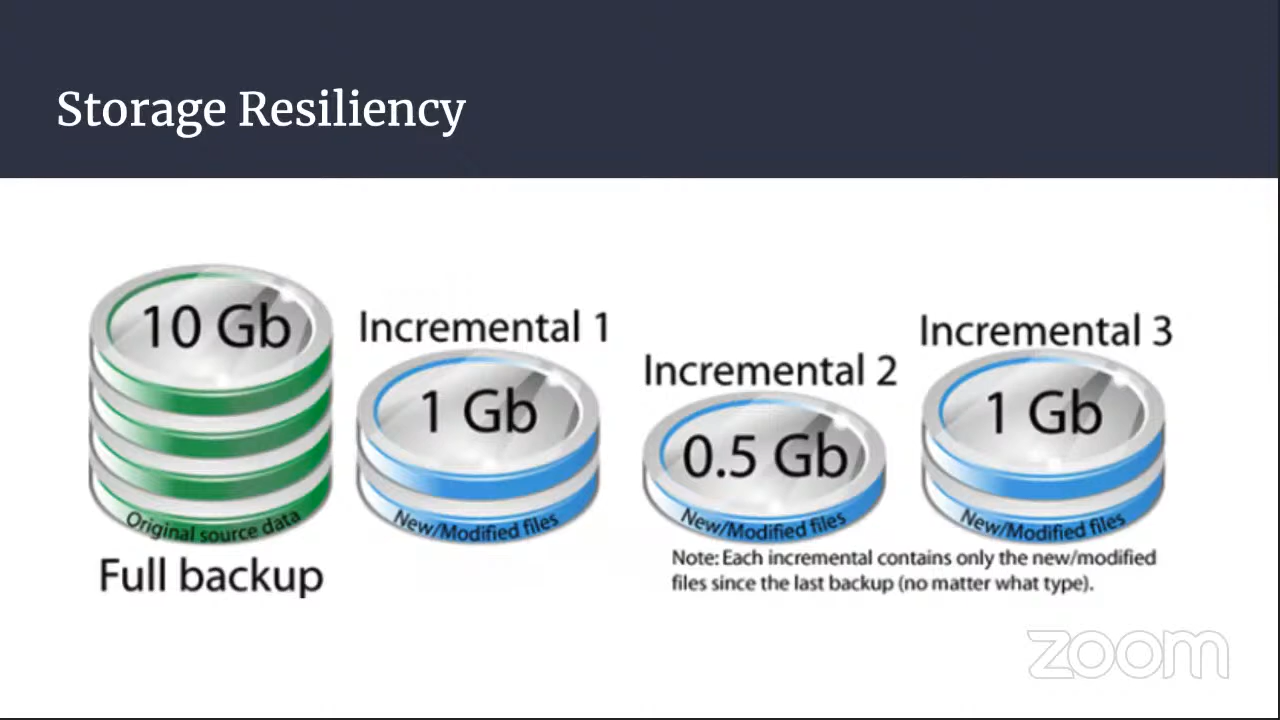 Storage Resiliency
10 Gb
Original source data
Full backup
Incremental 1
1 Gb
New/Modified files
Incremental 2
0.5 Gb
New/Modified files
Incremental 3
1 Gb
New/Modified files
Note: Each incremental contains only the new/modified
files since the last backup (no matter what type).
zoom